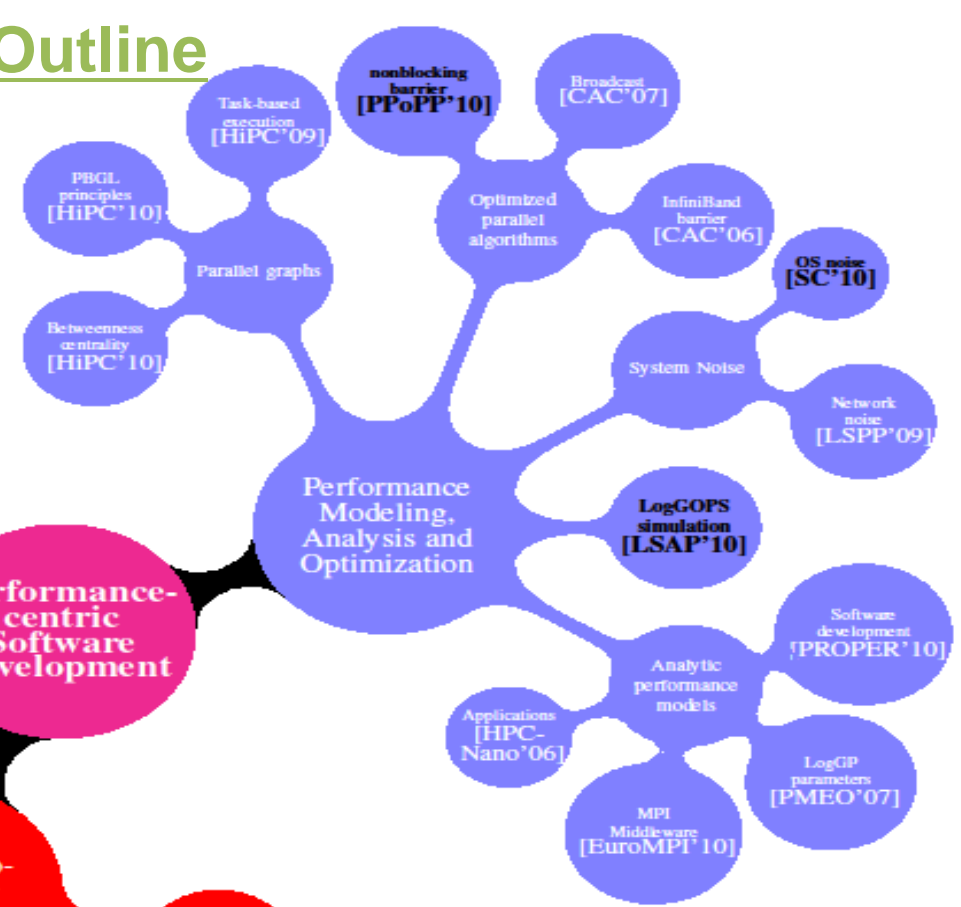 Outline
nonblocking
barrier
[PPoPP'10]
Broadcast
[CAC'07]
Task-based
execution
[HiPC'09]
PBGL
principles
[HiPC'10]
Optimized
parallel
algorithms
InfiniBand
barrier
[CAC'06]
OS noise
[SC'10]
Parallel graphs
Betweenness
centrality
[HiPC'10]
System Noise
Network
noise
[LSPP'09]
Performance
Modeling,
Analysis and
Optimization
LogGOPS
simulation
[LSAP'10]
rformance-
centric
Software
velopment
Software
development
[PROPER'10]
Analytic
performance
models
Applications
[HPC-
Nano'06]
LogGP
parameters
[PMEO'07]
MPI
Middleware
[EuroMPI'10]